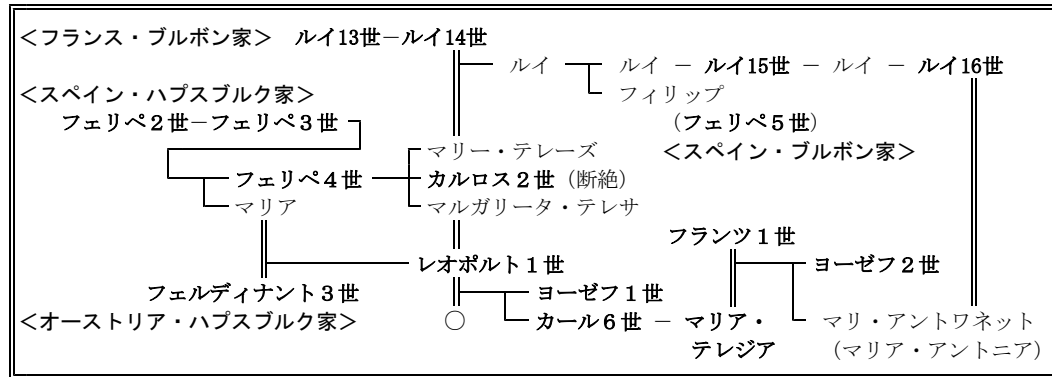 <フランス・ブルボン家> ルイ13世－ルイ14世
ルイ ルイ － ルイ15世 － ルイ － ルイ16世
<スペイン・ハプスブルク家> フィリップ
フェリペ２世－フェリペ３世 （フェリペ５世）
マリー・テレーズ <スペイン・ブルボン家>
フェリペ４世 カルロス２世（断絶）
マリア マルガリータ・テレサ
フランツ１世
レオポルト１世 ヨーゼフ２世
フェルディナント３世 ヨーゼフ１世
<オーストリア・ハプスブルク家> ○ カール６世 － マリア・ マリ・アントワネット
テレジア （マリア・アントニア）